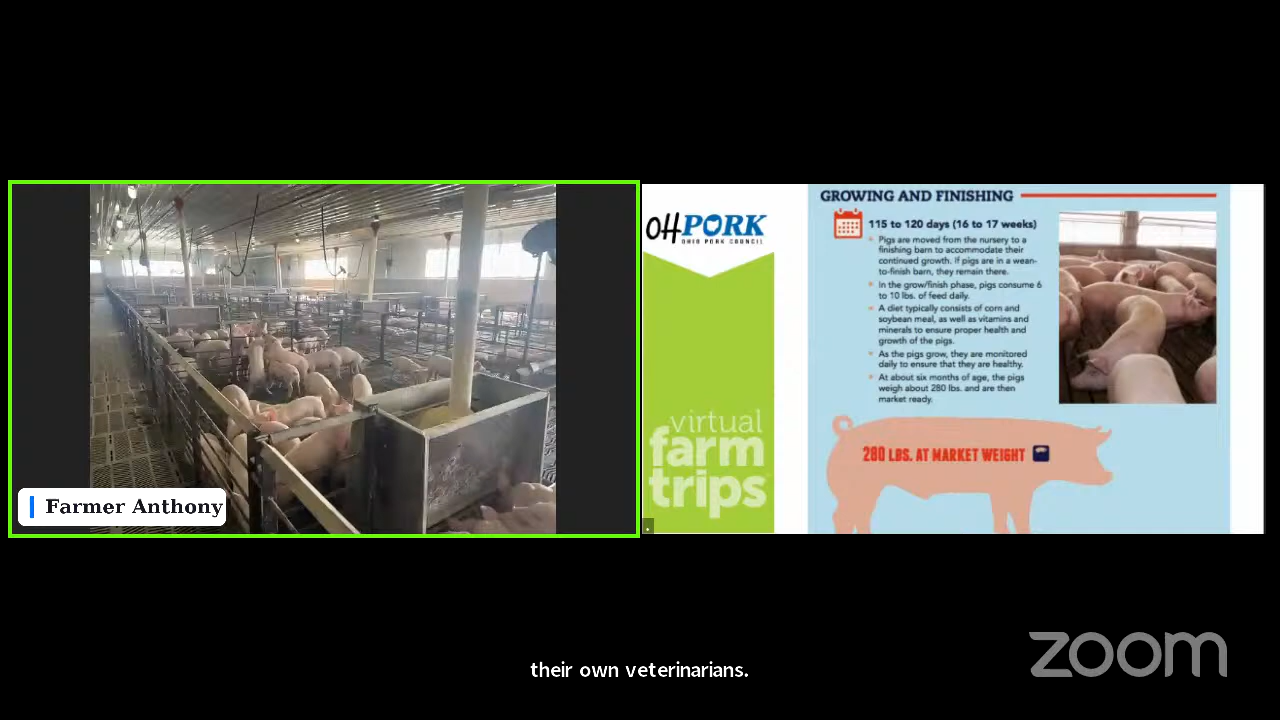 GROWING AND FINISHING
115 to 120 days (16 to 17 weeks)
Pigs are moved from the nursery to a
finishing barn to accommodate their
continued growth. If pigs are in a wean-
to-finish barn, they remain there.
In the grow/finish phase, pigs consume 6
to 10 lbs. of feed daily.
A diet typically consists of corn and
soybean meal, as well as vitamins and
minerals to ensure proper health and
growth of the pigs.
As the pigs grow, they are monitored
daily to ensure that they are healthy.
At about six months of age, the pigs
weigh about 280 lbs. and are then
market ready.
280 LBS. AT MARKET WEIGHT
OHPORK
OHIO PORK COUNCIL
virtual
farm
trips
Farmer Anthony
their own veterinarians.
zoom